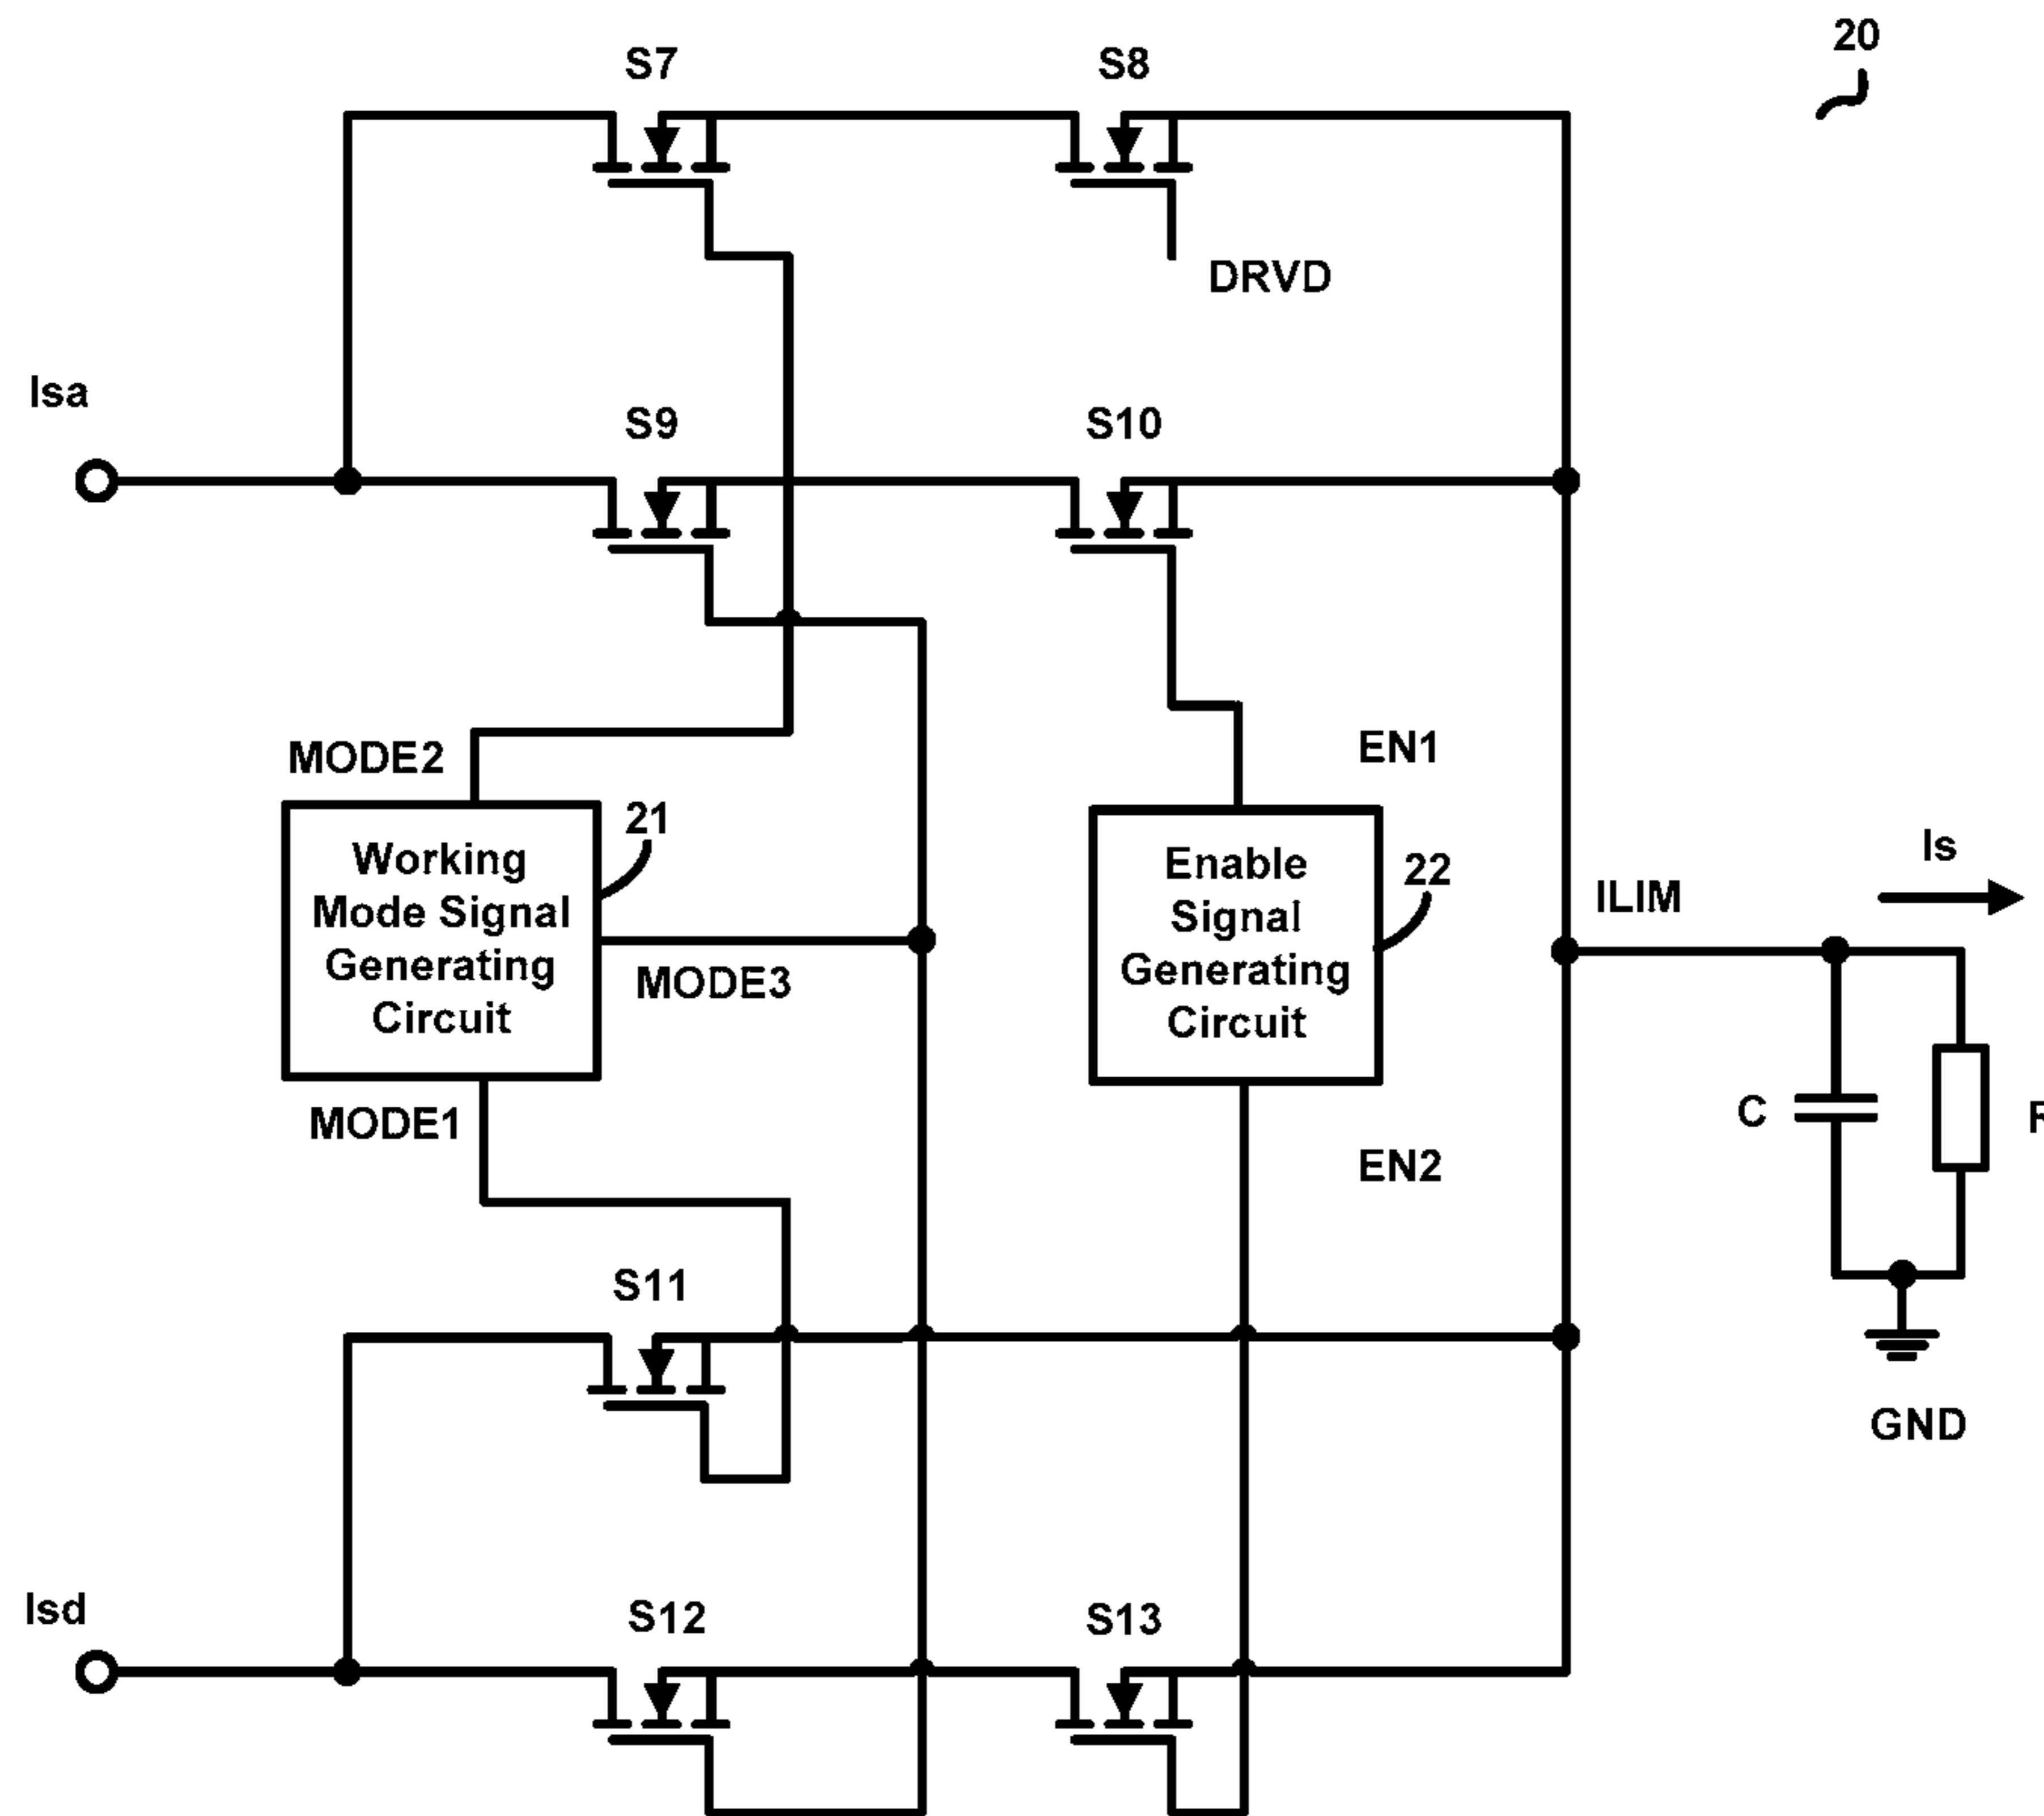 20
S7
S8
DRVD
Isa
S9
S10
MODE2
EN1
21
Working
Mode Signal
Generating
Circuit
MODE3
Enable
Signal
Generating
Circuit
22
ILIM
Is
MODE1
EN2
C
R
S11
GND
Isd
S12
S13